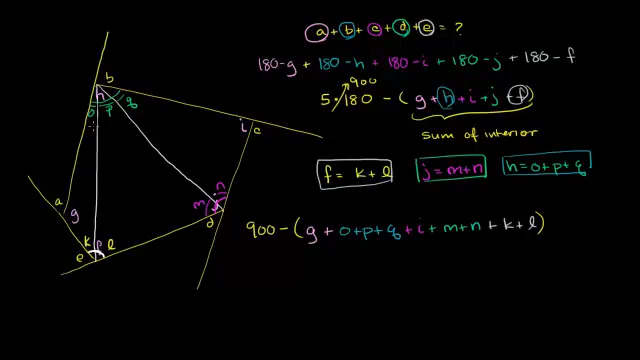 a + b + c + d + e = ?
180-g + 180-h + 180-i + 180-j + 180-f
900
5·180 - (g+h+i+j+f)
sum of interior
f = k+l
j = m+n
h = o+p+q
900 - (g + o+p+q + i + m+n + k+l)
b
h
o p q
i c
n
m j
d
a g
k f l
e